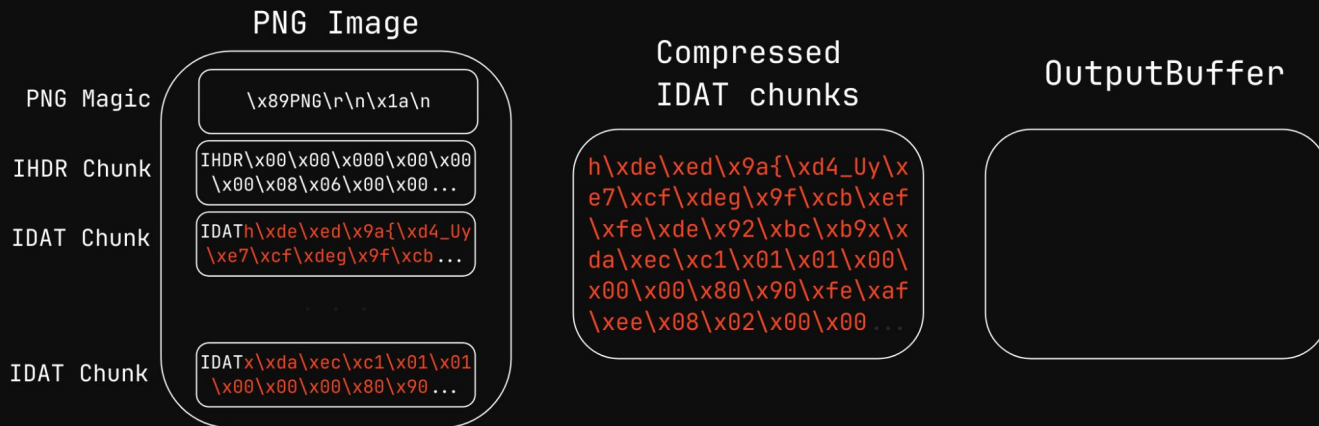 PNG Image
PNG Magic
\x89PNG\r\n\x1a\n
IHDR Chunk
IHDR\x00\x00\x000\x00\x00
\x00\x08\x06\x00\x00...
IDAT Chunk
IDATh\xde\xed\x9a{\xd4_Uy
\xe7\xcf\xdeg\x9f\xcb...
. . .
IDAT Chunk
IDATx\xda\xec\xc1\x01\x01
\x00\x00\x00\x80\x90...
Compressed
IDAT chunks
h\xde\xed\x9a{\xd4_Uy\x
e7\xcf\xdeg\x9f\xcb\xef
\xfe\xde\x92\xbc\xb9x\x
da\xec\xc1\x01\x01\x00\
x00\x00\x80\x90\xfe\xaf
\xee\x08\x02\x00\x00...
OutputBuffer